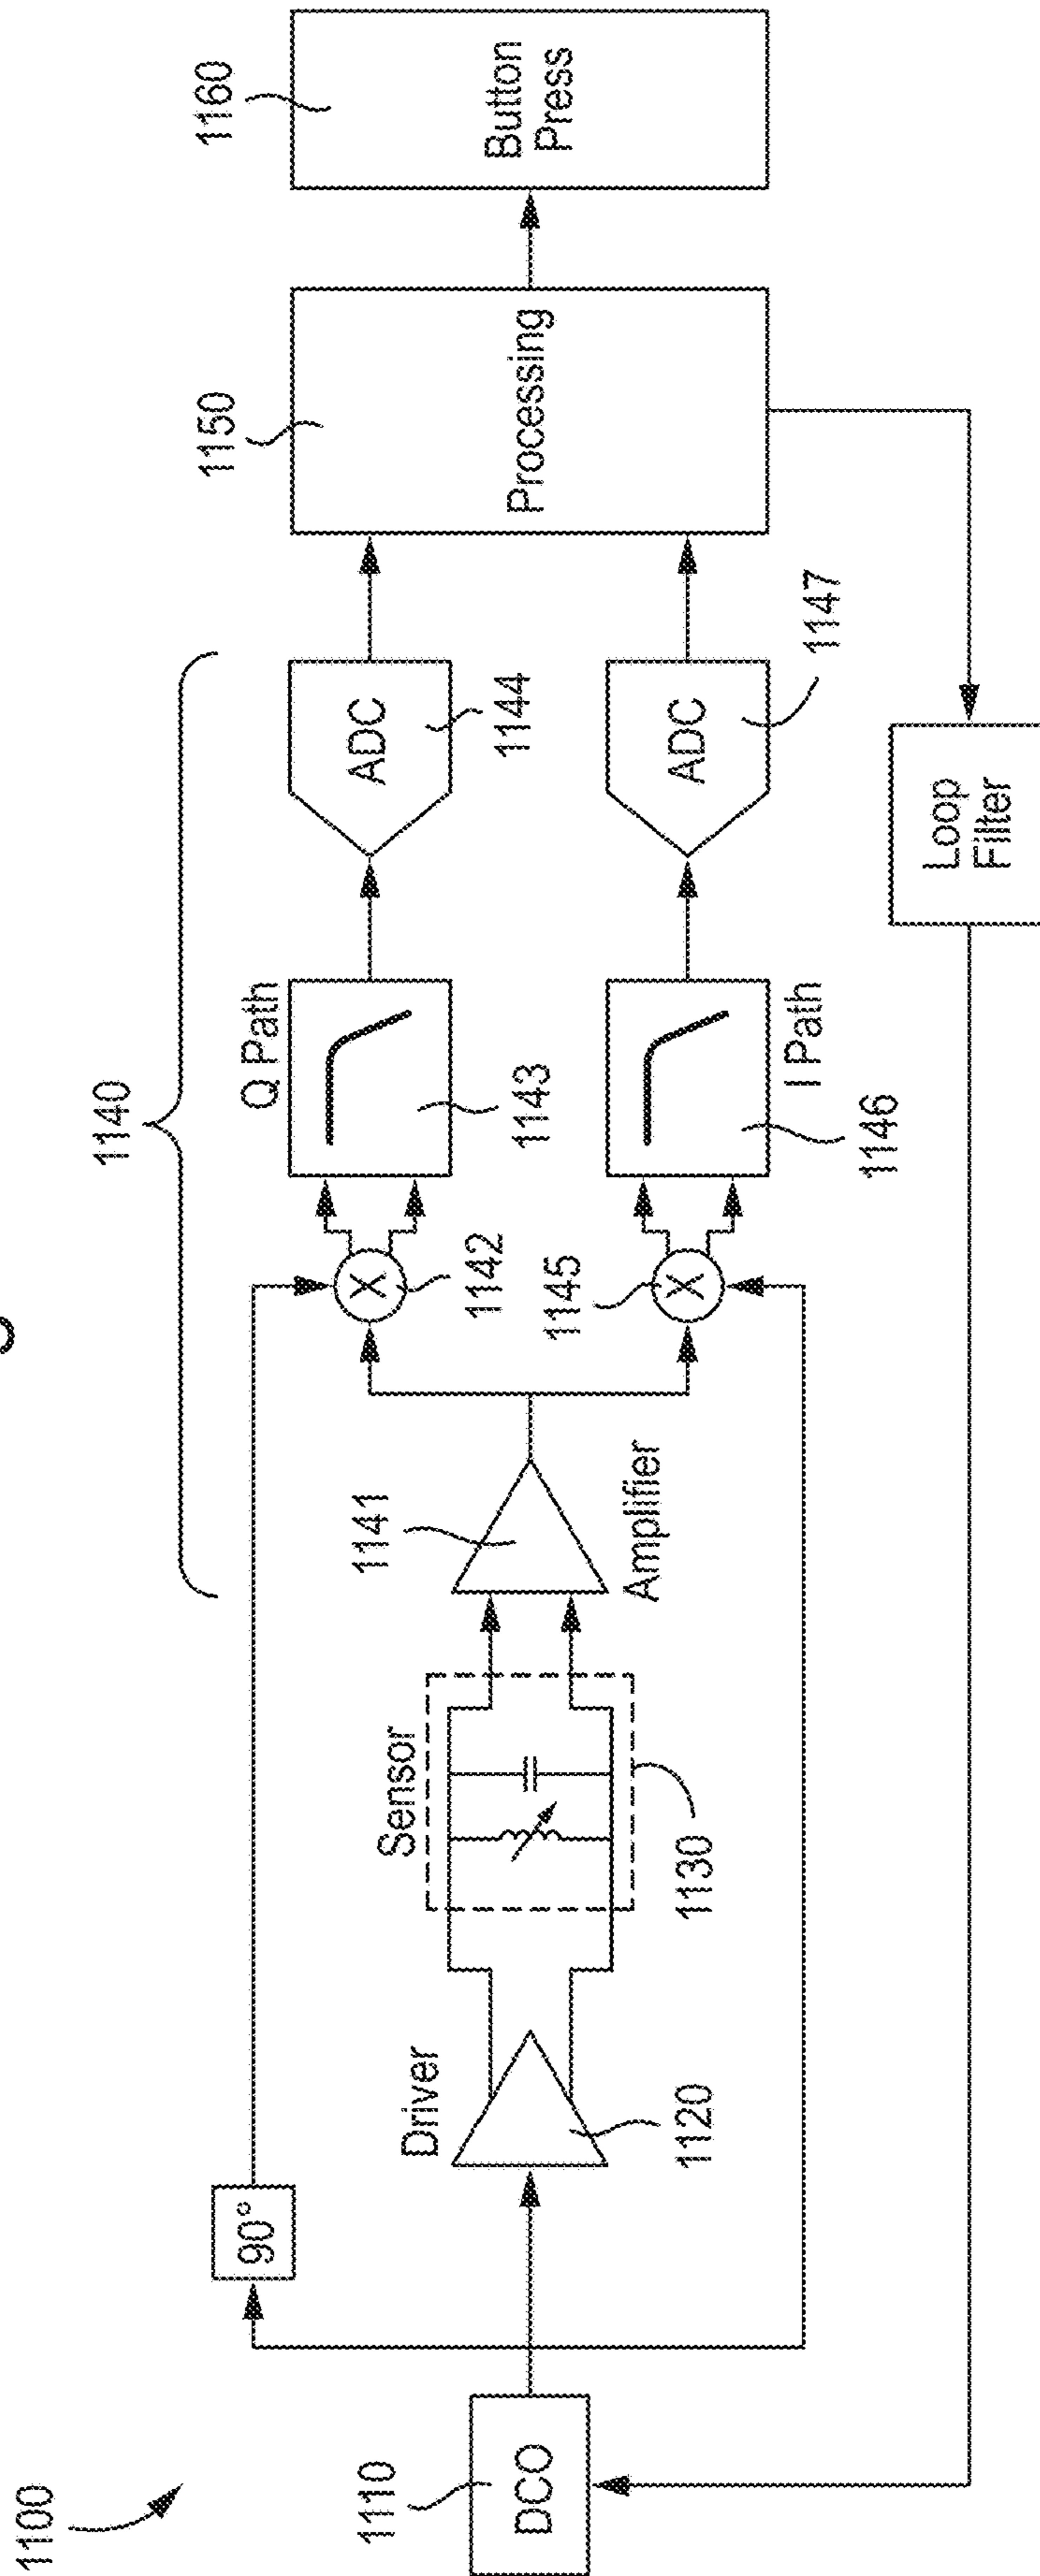 1100
1110
DCO
90°
Driver
1120
Sensor
1130
1140
1141
Amplifier
1142
1145
Q Path
1143
I Path
1146
ADC
1144
ADC
1147
Loop
Filter
1150
Processing
1160
Button
Press